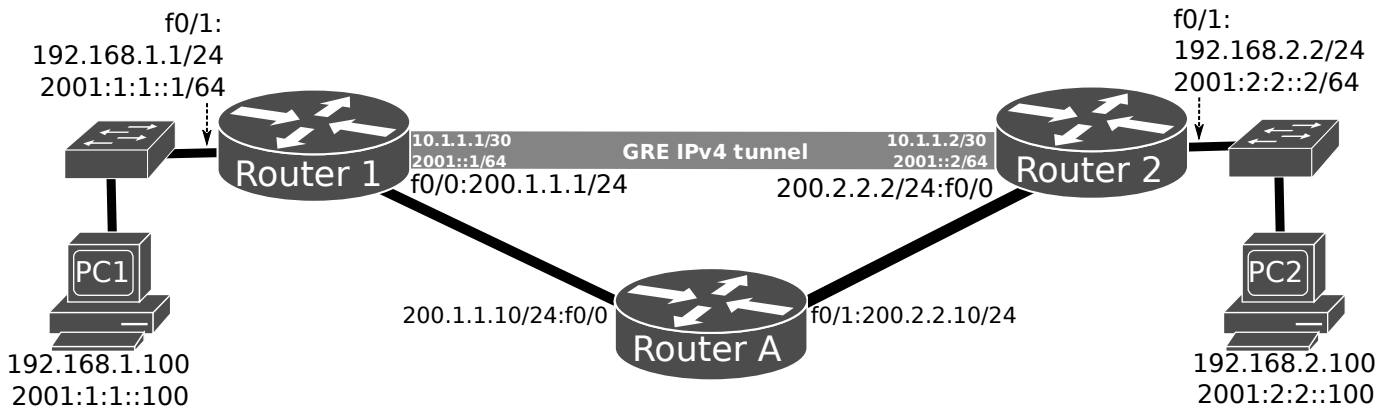 f0/1:
192.168.1.1/24
2001:1:1::1/64
f0/1:
192.168.2.2/24
2001:2:2::2/64
Router 1
10.1.1.1/30
2001::1/64
GRE IPv4 tunnel
10.1.1.2/30
2001::2/64
Router 2
f0/0:200.1.1.1/24
200.2.2.2/24:f0/0
PC1
192.168.1.100
2001:1:1::100
200.1.1.10/24:f0/0
Router A
f0/1:200.2.2.10/24
PC2
192.168.2.100
2001:2:2::100